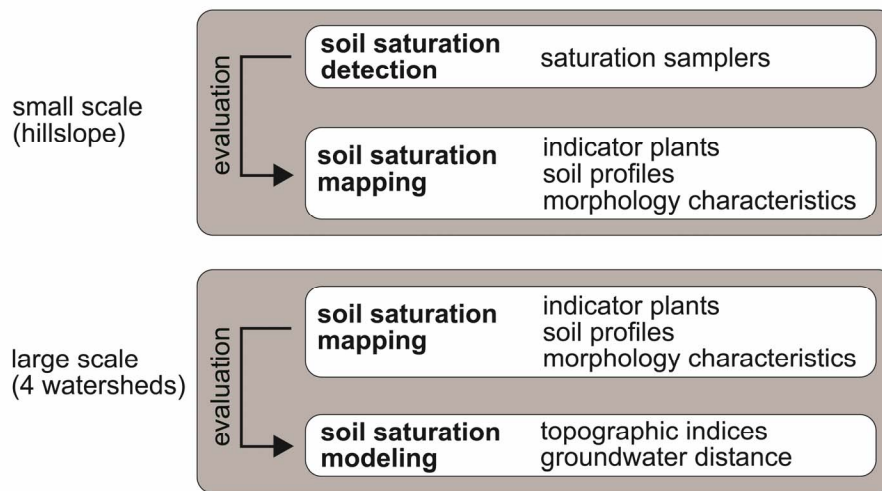 small scale
(hillslope)
evaluation
soil saturation
detection
saturation samplers
soil saturation
mapping
indicator plants
soil profiles
morphology characteristics
large scale
(4 watersheds)
evaluation
soil saturation
mapping
indicator plants
soil profiles
morphology characteristics
soil saturation
modeling
topographic indices
groundwater distance